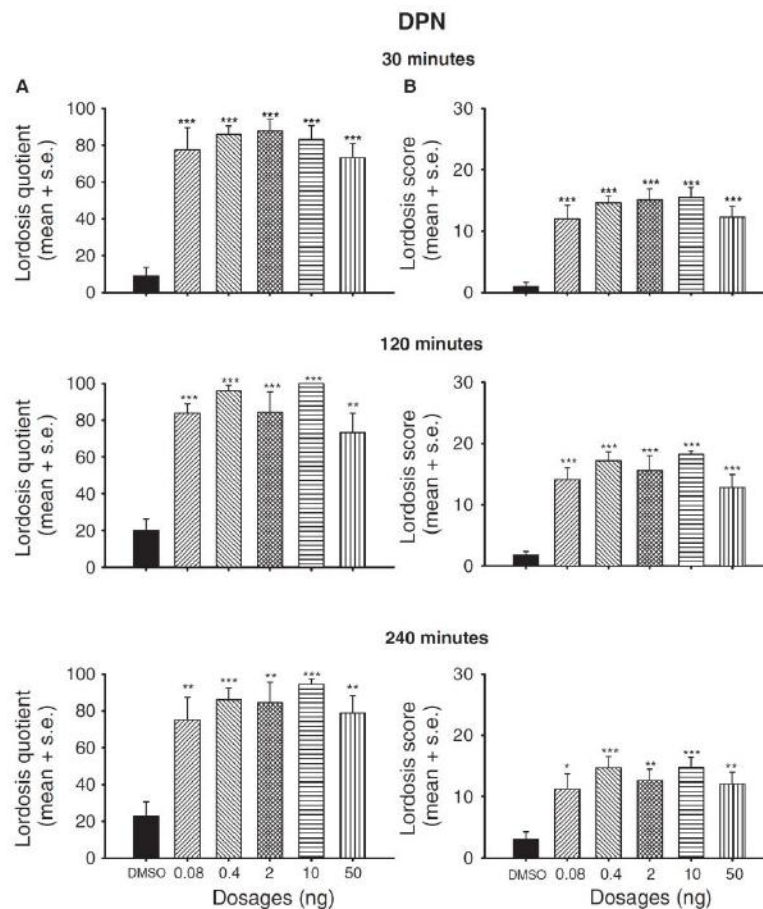 DPN
30 minutes
A
B
Lordosis quotient
(mean + s.e.)
100
80
60
40
20
0
*** *** *** *** ***
Lordosis score
(mean + s.e.)
30
20
10
0
*** *** *** *** ***
120 minutes
Lordosis quotient
(mean + s.e.)
100
80
60
40
20
0
*** *** *** *** **
Lordosis score
(mean + s.e.)
30
20
10
0
*** *** *** *** ***
240 minutes
Lordosis quotient
(mean + s.e.)
100
80
60
40
20
0
** *** ** *** **
DMSO 0.08 0.4 2 10 50
Dosages (ng)
Lordosis score
(mean + s.e.)
30
20
10
0
* *** ** *** **
DMSO 0.08 0.4 2 10 50
Dosages (ng)